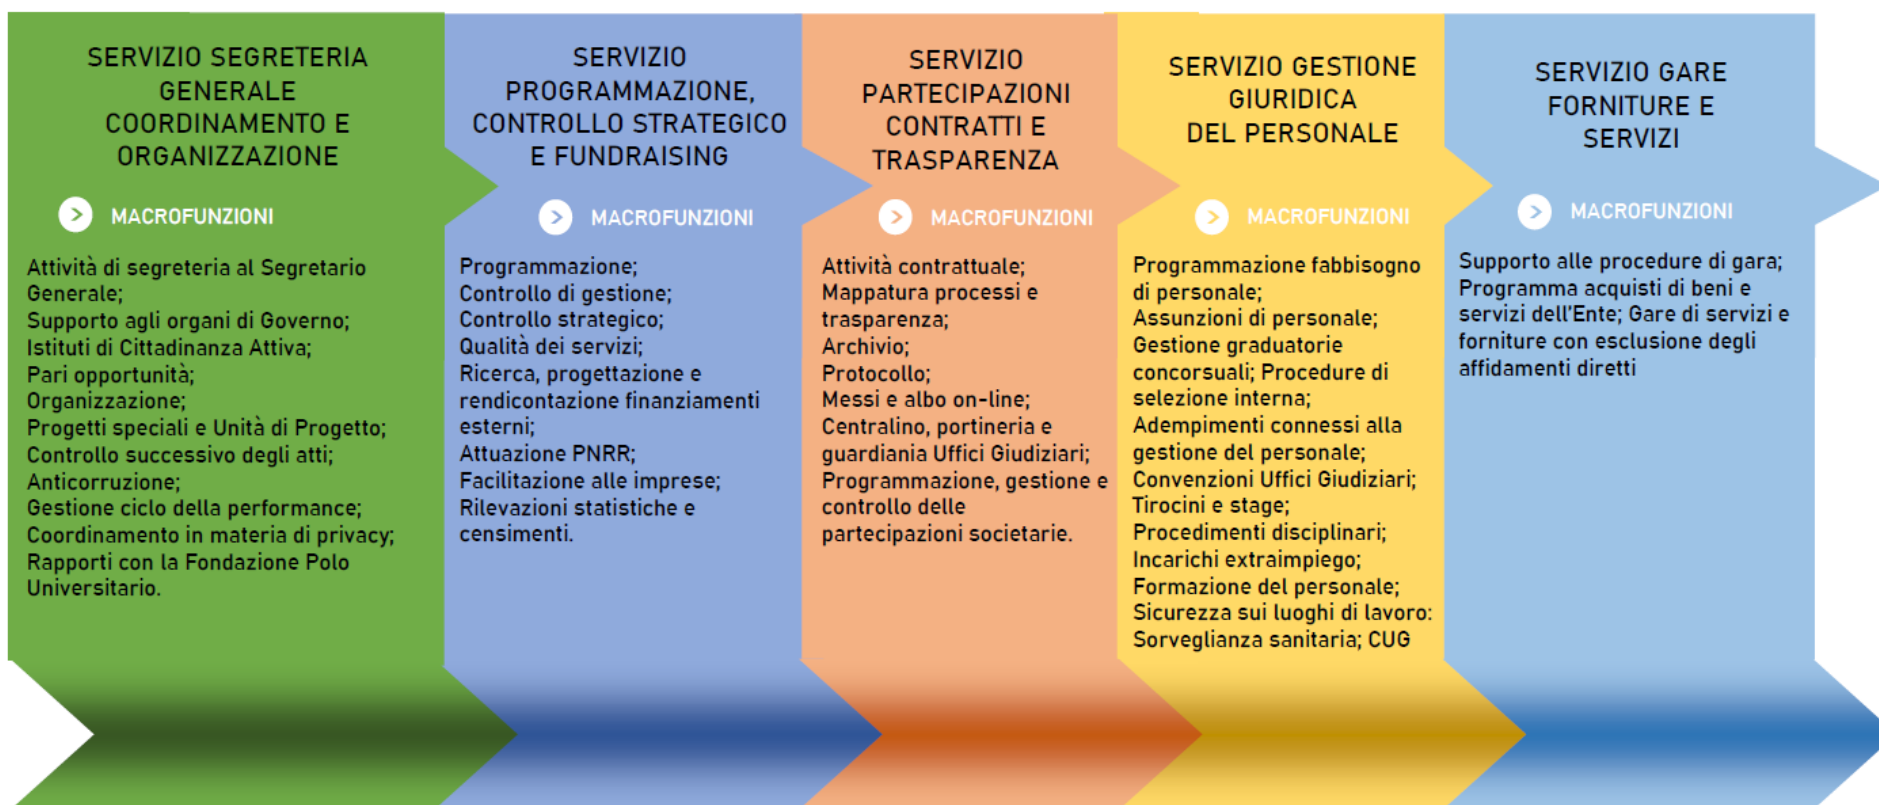 SERVIZIO SEGRETERIA
GENERALE
COORDINAMENTO E
ORGANIZZAZIONE
MACROFUNZIONI
Attività di segreteria al Segretario
Generale;
Supporto agli organi di Governo;
Istituti di Cittadinanza Attiva;
Pari opportunità;
Organizzazione;
Progetti speciali e Unità di Progetto;
Controllo successivo degli atti;
Anticorruzione;
Gestione ciclo della performance;
Coordinamento in materia di privacy;
Rapporti con la Fondazione Polo
Universitario.
SERVIZIO
PROGRAMMAZIONE,
CONTROLLO STRATEGICO
E FUNDRAISING
MACROFUNZIONI
Programmazione;
Controllo di gestione;
Controllo strategico;
Qualità dei servizi;
Ricerca, progettazione e
rendicontazione finanziamenti
esterni;
Attuazione PNRR;
Facilitazione alle imprese;
Rilevazioni statistiche e
censimenti.
SERVIZIO
PARTECIPAZIONI
CONTRATTI E
TRASPARENZA
MACROFUNZIONI
Attività contrattuale;
Mappatura processi e
trasparenza;
Archivio;
Protocollo;
Messi e albo on-line;
Centralino, portineria e
guardiania Uffici Giudiziari;
Programmazione, gestione e
controllo delle
partecipazioni societarie.
SERVIZIO GESTIONE
GIURIDICA
DEL PERSONALE
MACROFUNZIONI
Programmazione fabbisogno
di personale;
Assunzioni di personale;
Gestione graduatorie
concorsuali; Procedure di
selezione interna;
Adempimenti connessi alla
gestione del personale;
Convenzioni Uffici Giudiziari;
Tirocini e stage;
Procedimenti disciplinari;
Incarichi extraimpiego;
Formazione del personale;
Sicurezza sui luoghi di lavoro:
Sorveglianza sanitaria; CUG
SERVIZIO GARE
FORNITURE E
SERVIZI
MACROFUNZIONI
Supporto alle procedure di gara;
Programma acquisti di beni e
servizi dell'Ente; Gare di servizi e
forniture con esclusione degli
affidamenti diretti